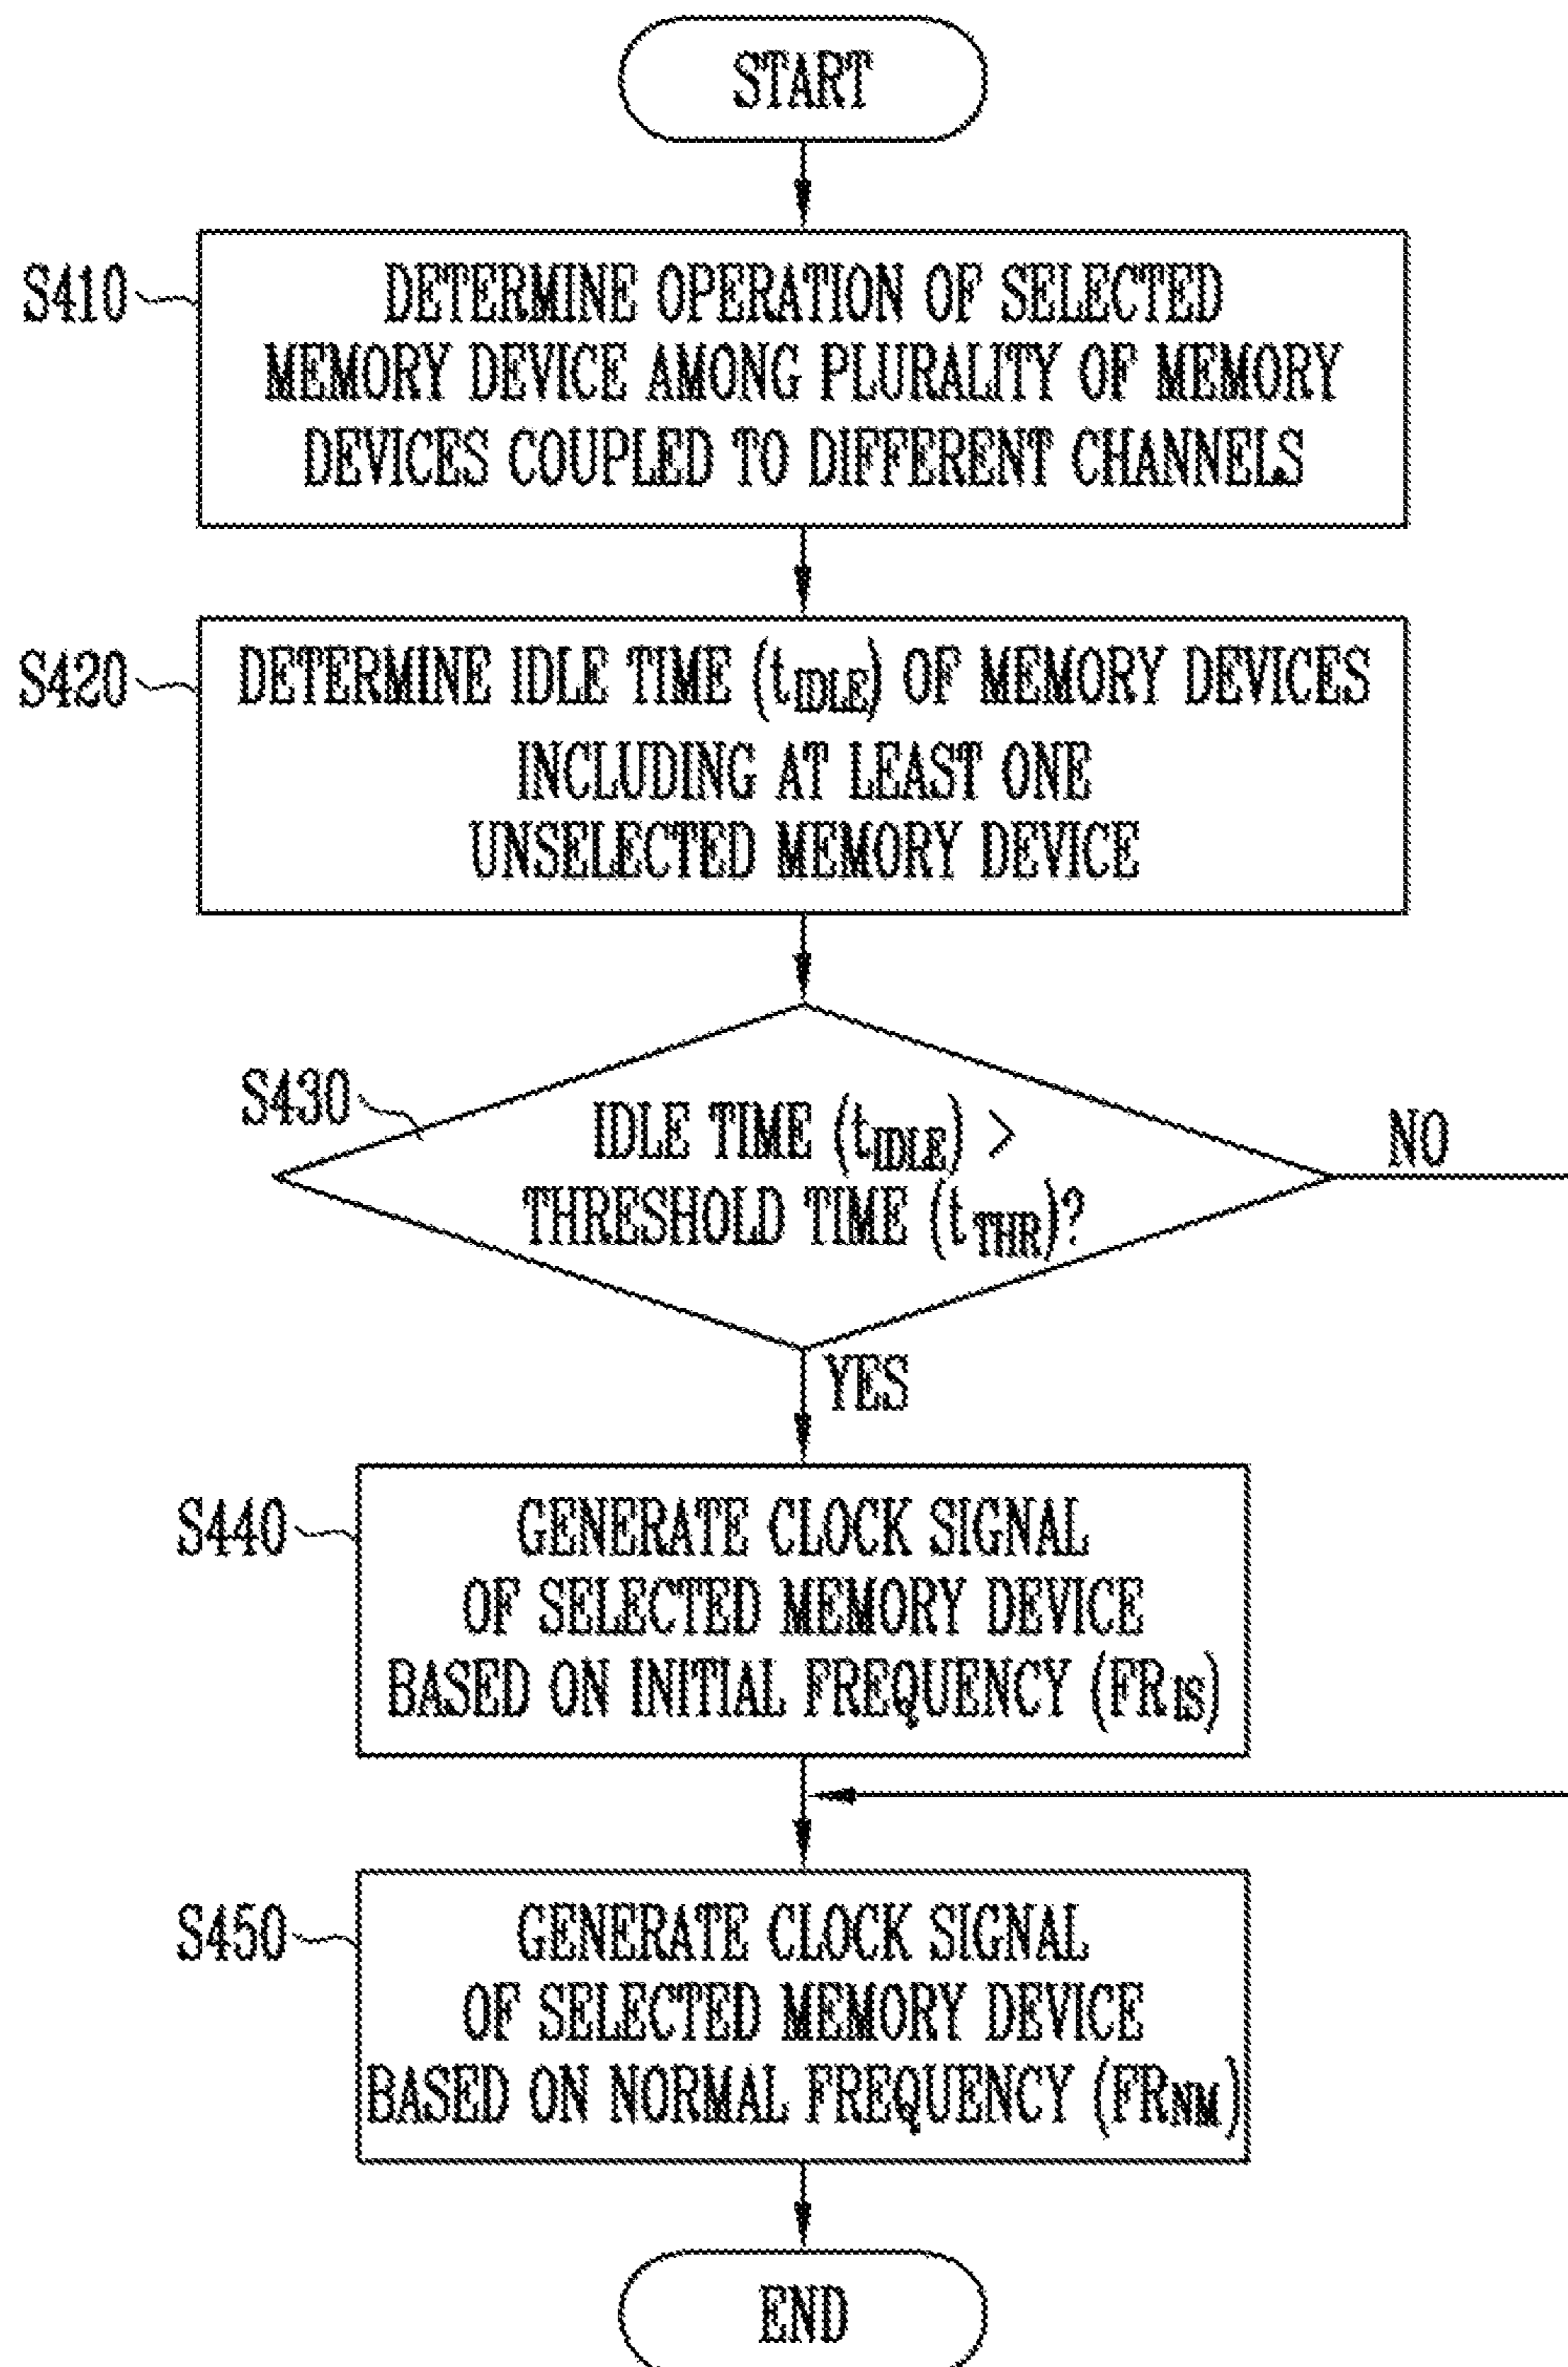 START
S410
DETERMINE OPERATION OF SELECTED
MEMORY DEVICE AMONG PLURALITY OF MEMORY
DEVICES COUPLED TO DIFFERENT CHANNELS
S420
DETERMINE IDLE TIME (tIDLE) OF MEMORY DEVICES
INCLUDING AT LEAST ONE
UNSELECTED MEMORY DEVICE
S430
IDLE TIME (tIDLE) >
THRESHOLD TIME (tTHR)?
NO
YES
S440
GENERATE CLOCK SIGNAL
OF SELECTED MEMORY DEVICE
BASED ON INITIAL FREQUENCY (FRIS)
S450
GENERATE CLOCK SIGNAL
OF SELECTED MEMORY DEVICE
BASED ON NORMAL FREQUENCY (FRNM)
END